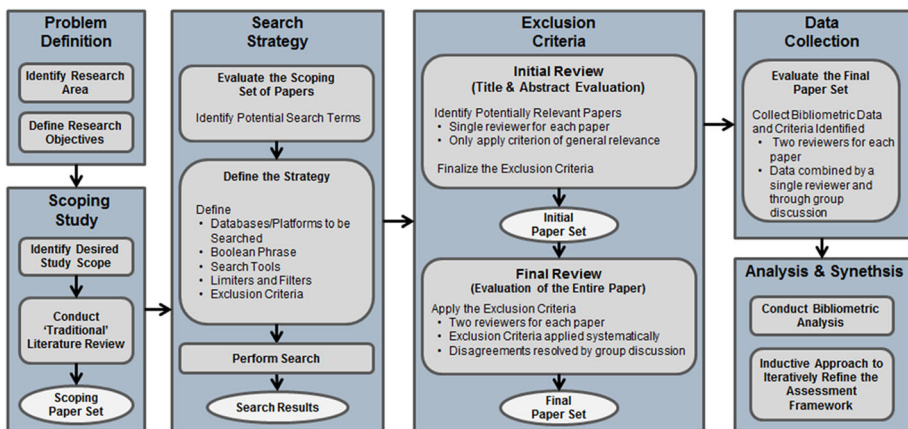 Problem
Definition
Identify Research
Area
Define Research
Objectives
Scoping
Study
Identify Desired
Study Scope
Conduct
‘Traditional’
Literature Review
Scoping
Paper Set
Search
Strategy
Evaluate the Scoping
Set of Papers
Identify Potential Search Terms
Define the Strategy
Define
• Databases/Platforms to be
Searched
• Boolean Phrase
• Search Tools
• Limiters and Filters
• Exclusion Criteria
Perform Search
Search Results
Exclusion
Criteria
Initial Review
(Title & Abstract Evaluation)
Identify Potentially Relevant Papers
• Single reviewer for each paper
• Only apply criterion of general relevance
Finalize the Exclusion Criteria
Initial
Paper Set
Final Review
(Evaluation of the Entire Paper)
Apply the Exclusion Criteria
• Two reviewers for each paper
• Exclusion Criteria applied systematically
• Disagreements resolved by group discussion
Final
Paper Set
Data
Collection
Evaluate the Final
Paper Set
Collect Bibliometric Data
and Criteria Identified
• Two reviewers for each
paper
• Data combined by a
single reviewer and
through group
discussion
Analysis & Synethsis
Conduct Bibliometric
Analysis
Inductive Approach to
Iteratively Refine the
Assessment
Framework